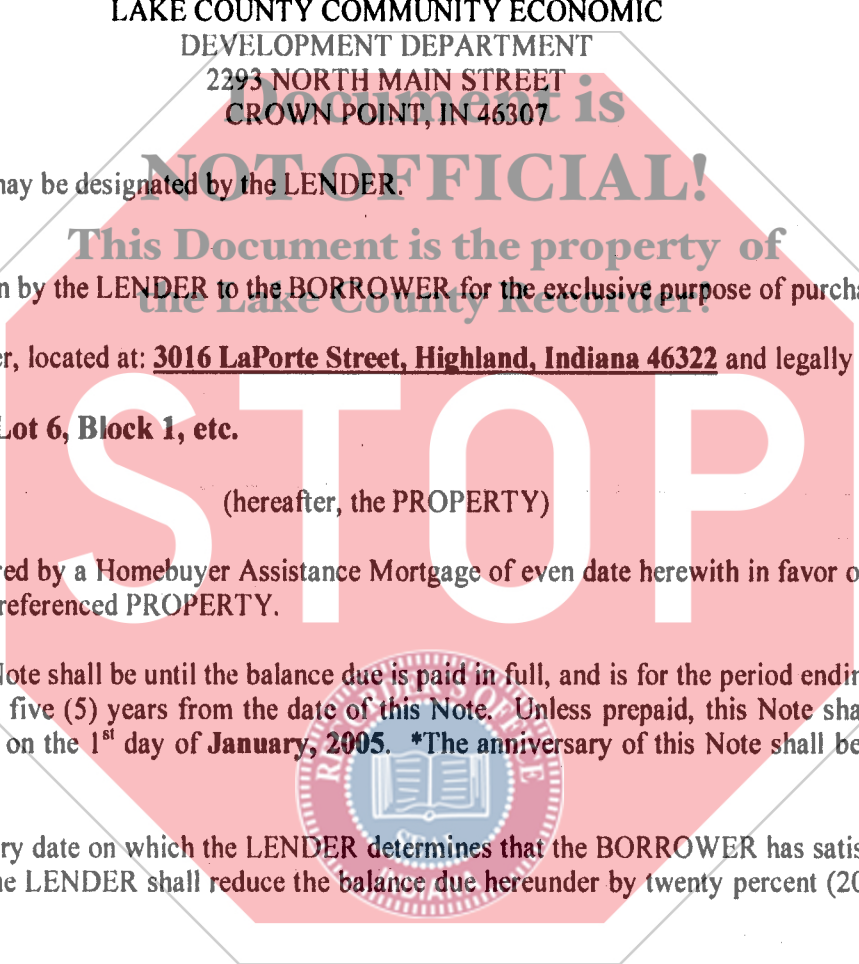 LAKE COUNTY COMMUNITY ECONOMIC
DEVELOPMENT DEPARTMENT
2293 NORTH MAIN STREET
CROWN POINT, IN 46307
Document is
NOT OFFICIAL!
may be designated by the LENDER.
This Document is the property of
the Lake County Recorder!
n by the LENDER to the BORROWER for the exclusive purpose of purcha
er, located at: 3016 LaPorte Street, Highland, Indiana 46322 and legally
Lot 6, Block 1, etc.
STOP
(hereafter, the PROPERTY)
red by a Homebuyer Assistance Mortgage of even date herewith in favor o
referenced PROPERTY.
Note shall be until the balance due is paid in full, and is for the period endin
five (5) years from the date of this Note. Unless prepaid, this Note sha
on the 1st day of January, 2005. *The anniversary of this Note shall be
RECORDER'S OFFICE
SEAL
INDIANA
ry date on which the LENDER determines that the BORROWER has satis
he LENDER shall reduce the balance due hereunder by twenty percent (20